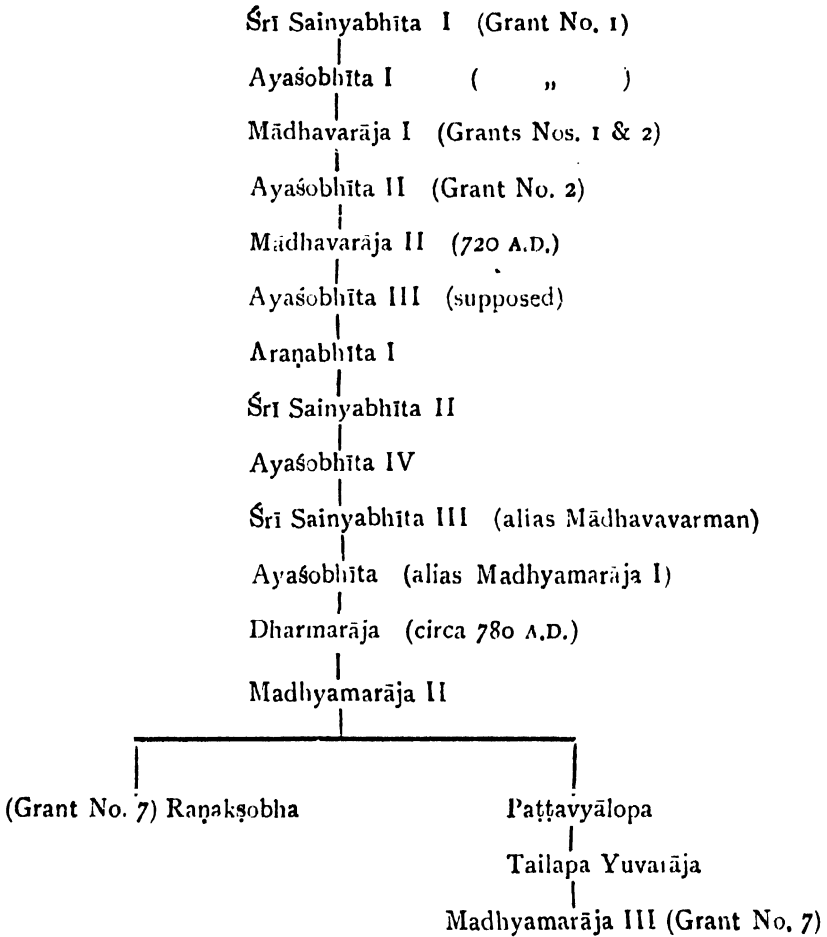 Śrī Sainyabhīta I (Grant No. 1)
Ayaśobhīta I ( „ )
Mādhavarāja I (Grants Nos. 1 & 2)
Ayaśobhīta II (Grant No. 2)
Mādhavarāja II (720 A.D.)
Ayaśobhīta III (supposed)
Araṇabhīta I
Śrī Sainyabhīta II
Ayaśobhīta IV
Śrī Sainyabhīta III (alias Mādhavavarman)
Ayaśobhīta (alias Madhyamarāja I)
Dharmarāja (circa 780 A.D.)
Madhyamarāja II
(Grant No. 7) Raṇakṣobha Paṭṭavyālopa
Tailapa Yuvarāja
Madhyamarāja III (Grant No. 7)